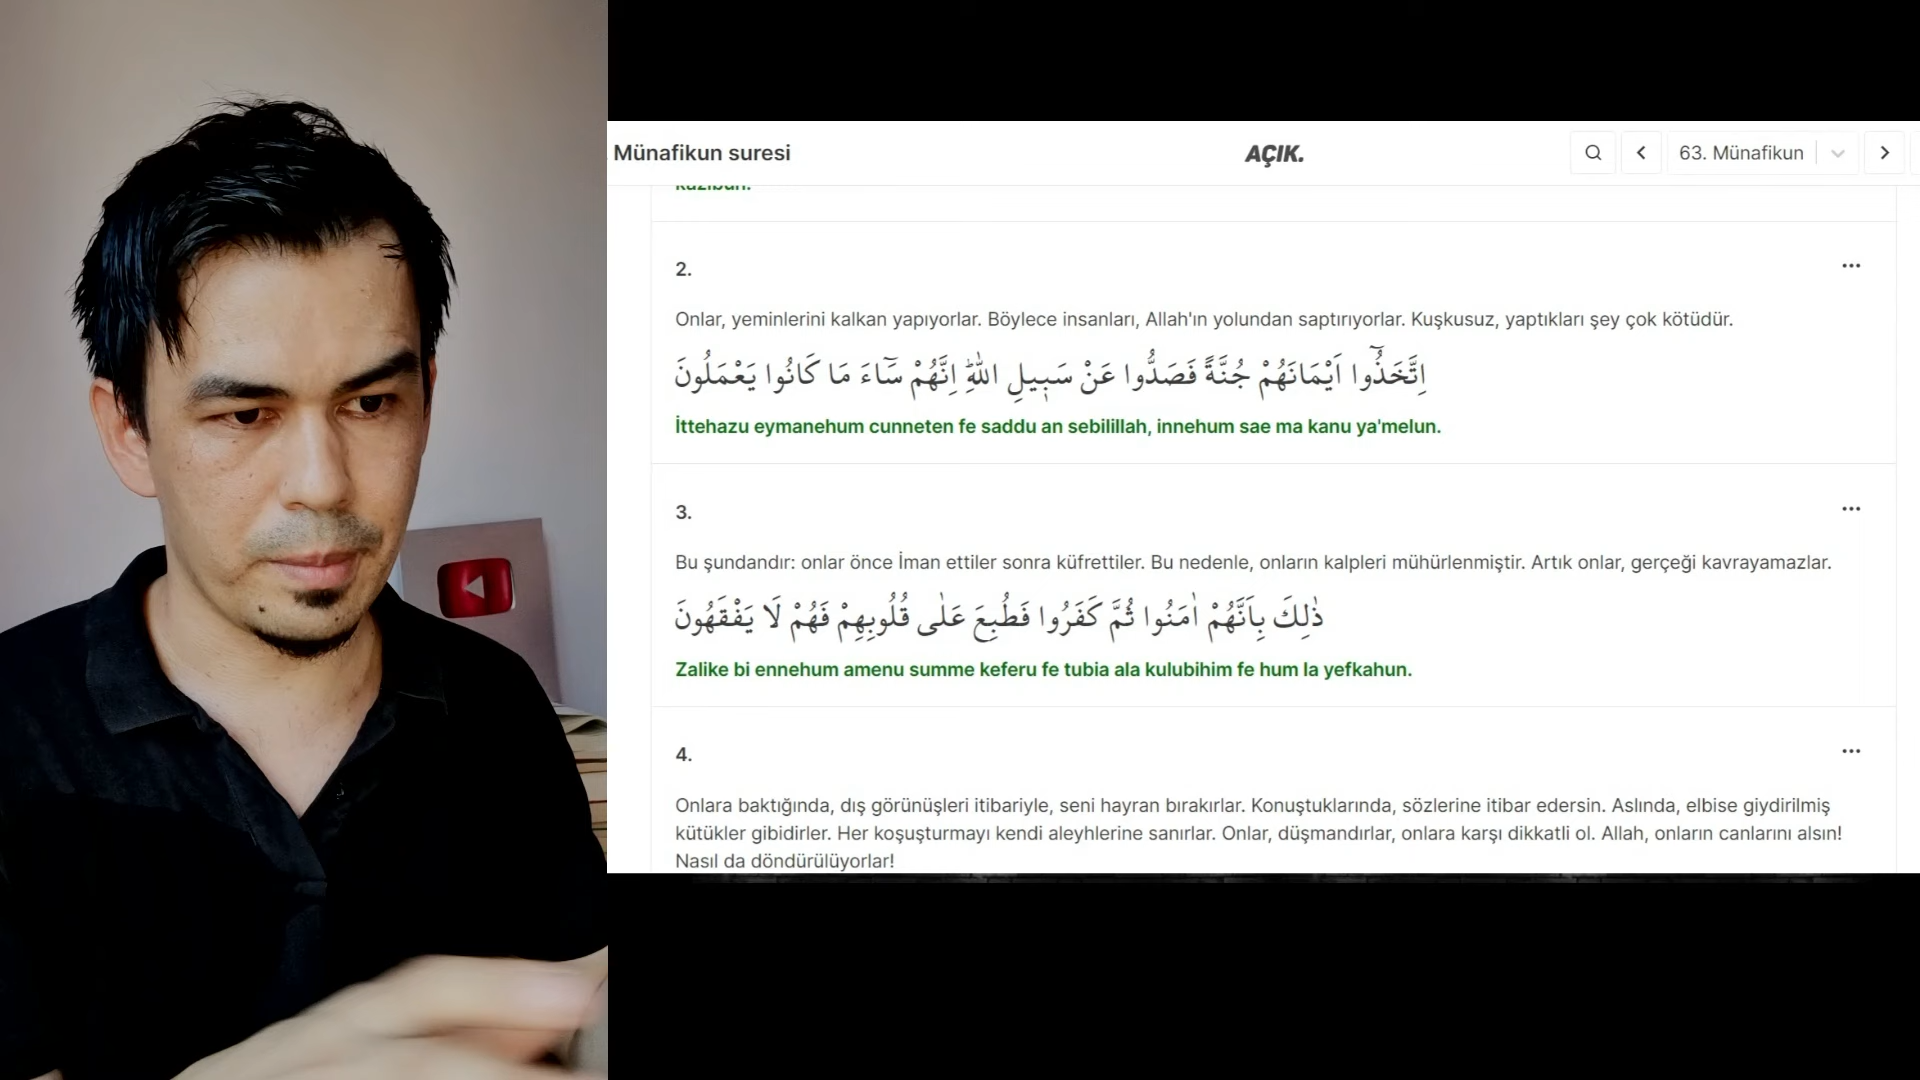 Münafikun suresi
AÇIK.
63. Münafikun
kazibun.
2.
Onlar, yeminlerini kalkan yapıyorlar. Böylece insanları, Allah'ın yolundan saptırıyorlar. Kuşkusuz, yaptıkları şey çok kötüdür.
اِتَّخَذُٓوا اَيْمَانَهُمْ جُنَّةً فَصَدُّوا عَنْ سَب۪يلِ اللّٰهِۜ اِنَّهُمْ سَٓاءَ مَا كَانُوا يَعْمَلُونَ
İttehazu eymanehum cunneten fe saddu an sebilillah, innehum sae ma kanu ya'melun.
3.
Bu şundandır: onlar önce İman ettiler sonra küfrettiler. Bu nedenle, onların kalpleri mühürlenmiştir. Artık onlar, gerçeği kavrayamazlar.
ذٰلِكَ بِاَنَّهُمْ اٰمَنُوا ثُمَّ كَفَرُوا فَطُبِعَ عَلٰى قُلُوبِهِمْ فَهُمْ لَا يَفْقَهُونَ
Zalike bi ennehum amenu summe keferu fe tubia ala kulubihim fe hum la yefkahun.
4.
Onlara baktığında, dış görünüşleri itibariyle, seni hayran bırakırlar. Konuştuklarında, sözlerine itibar edersin. Aslında, elbise giydirilmiş
kütükler gibidirler. Her koşuşturmayı kendi aleyhlerine sanırlar. Onlar, düşmandırlar, onlara karşı dikkatli ol. Allah, onların canlarını alsın!
Nasıl da döndürülüyorlar!